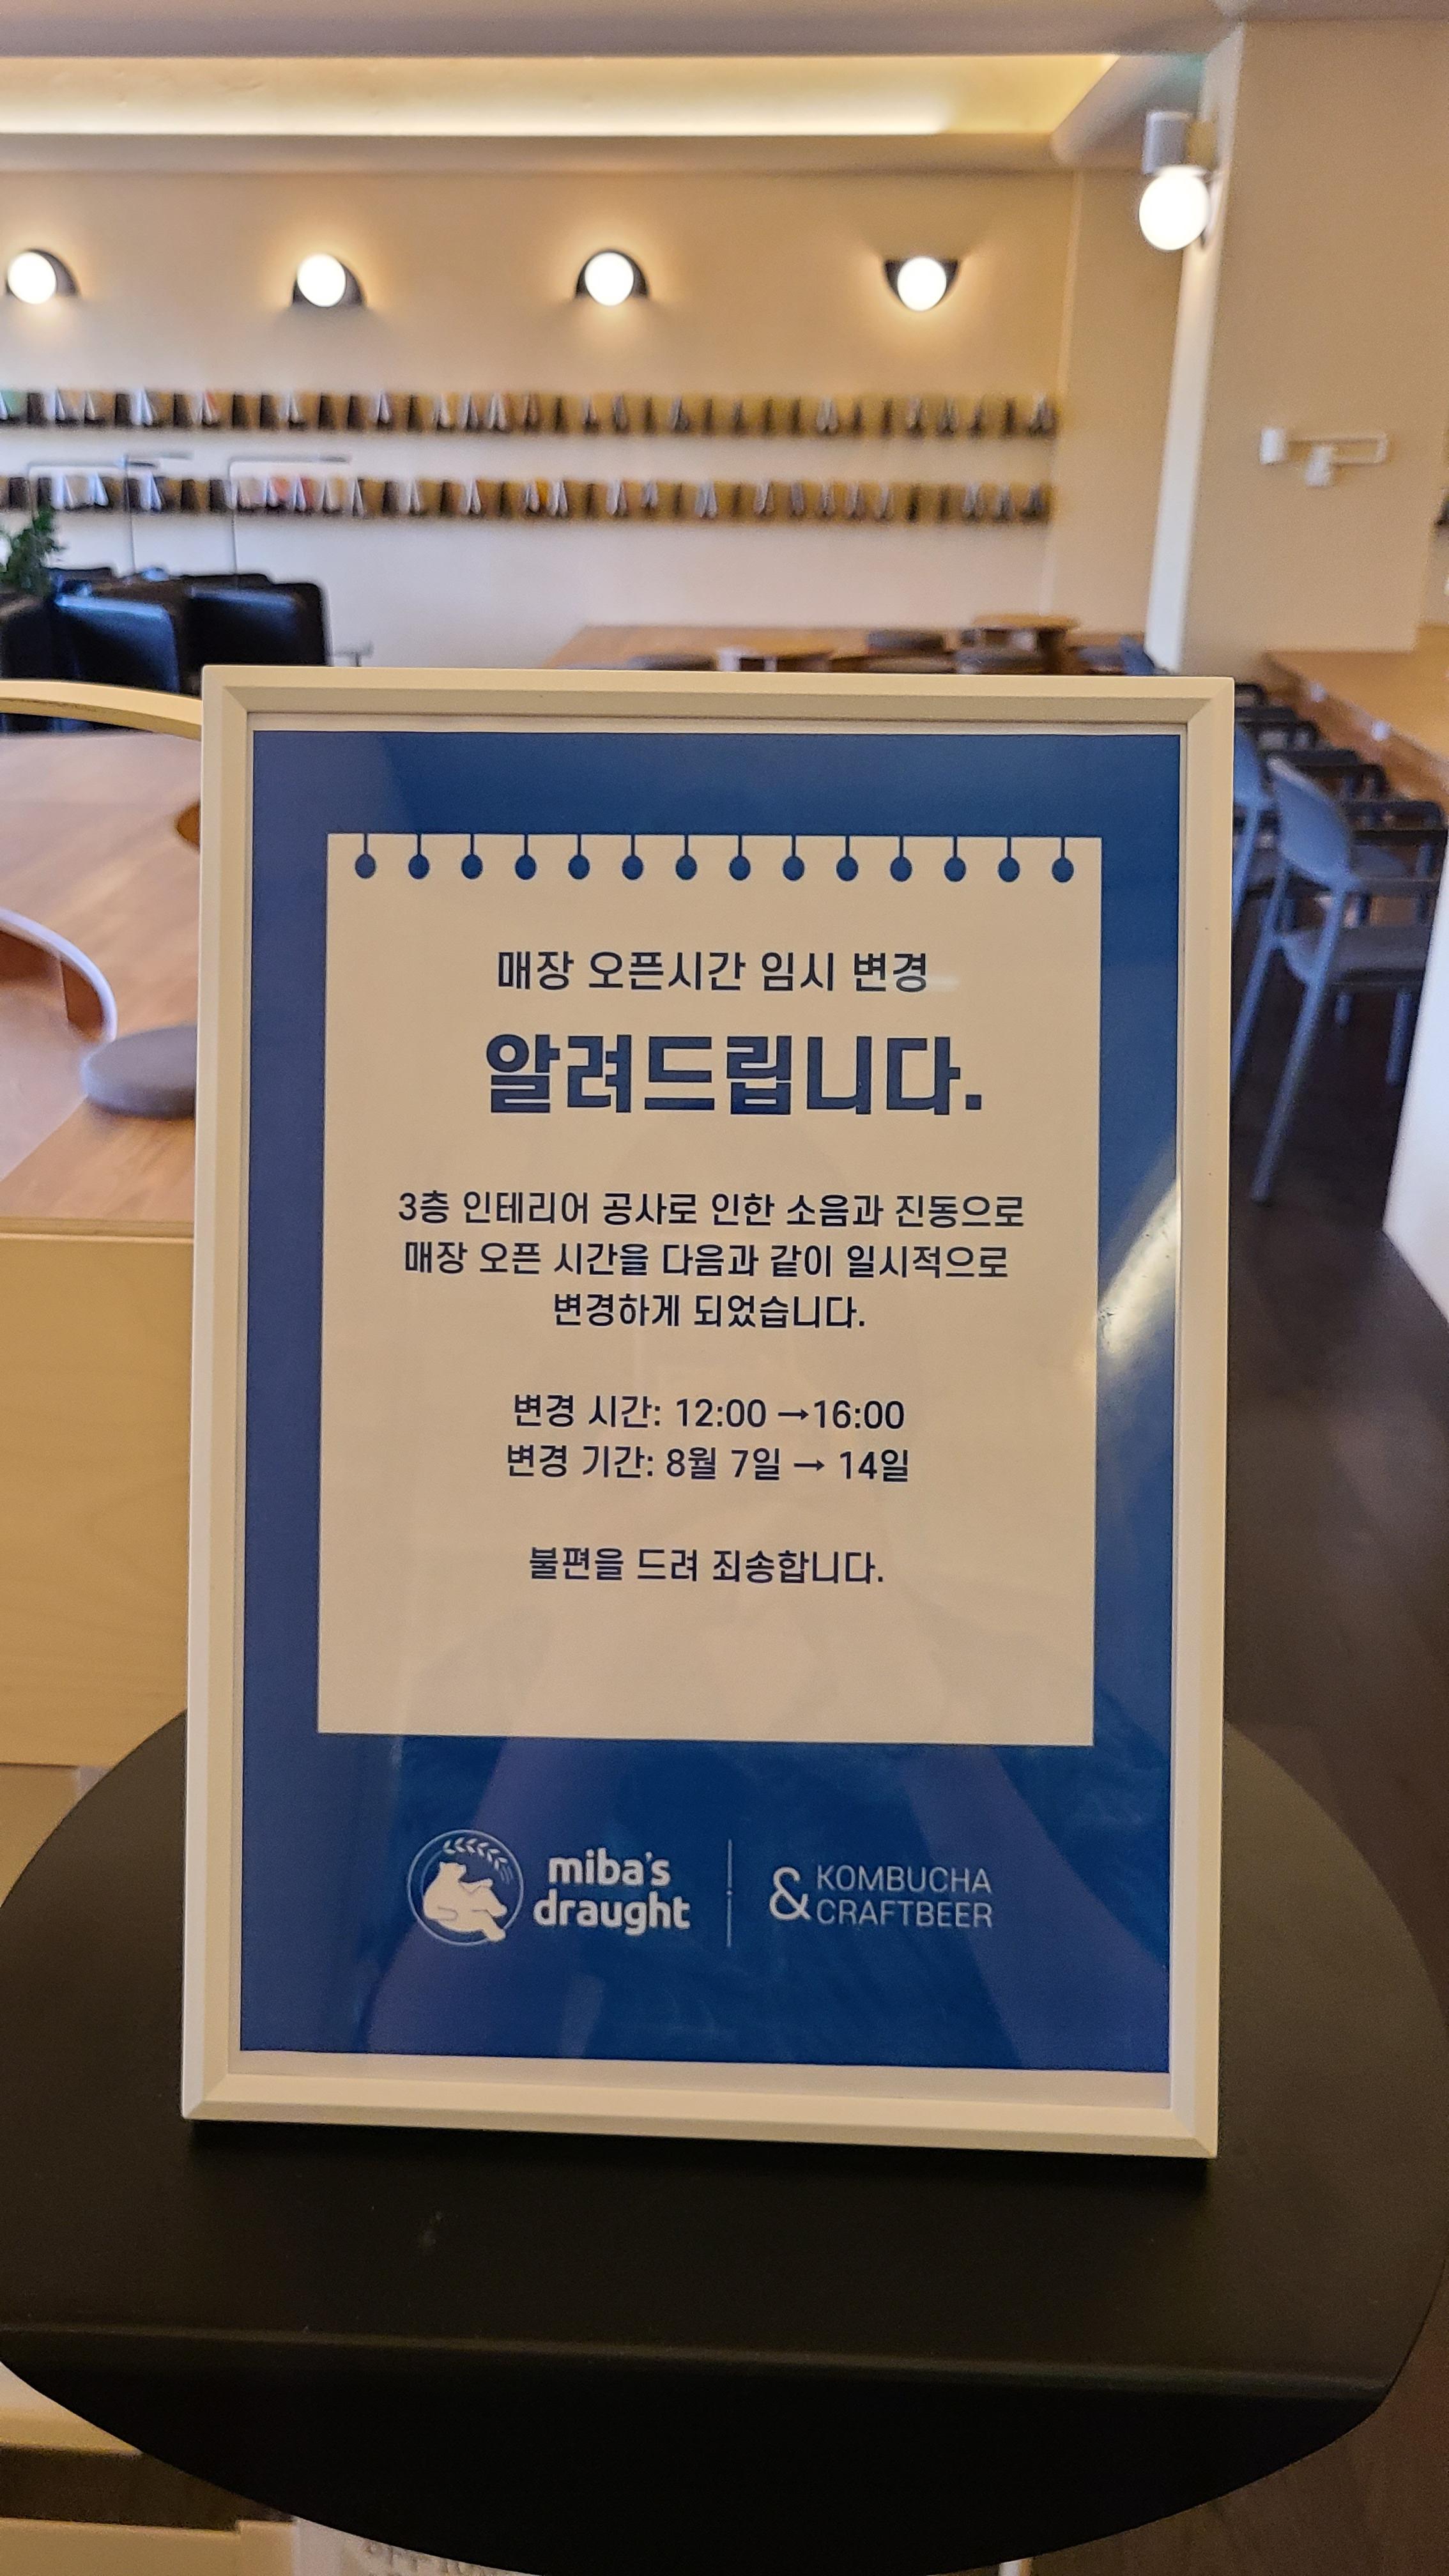 매장 오픈시간 임시 변경
알려드립니다.
3층 인테리어 공사로 인한 소음과 진동으로
매장 오픈 시간을 다음과 같이 일시적으로
변경하게 되었습니다.
변경 시간: 12:00 →16:00
변경 기간: 8월 7일 → 14일
불편을 드려 죄송합니다.
miba's
draught
& KOMBUCHA
CRAFTBEER